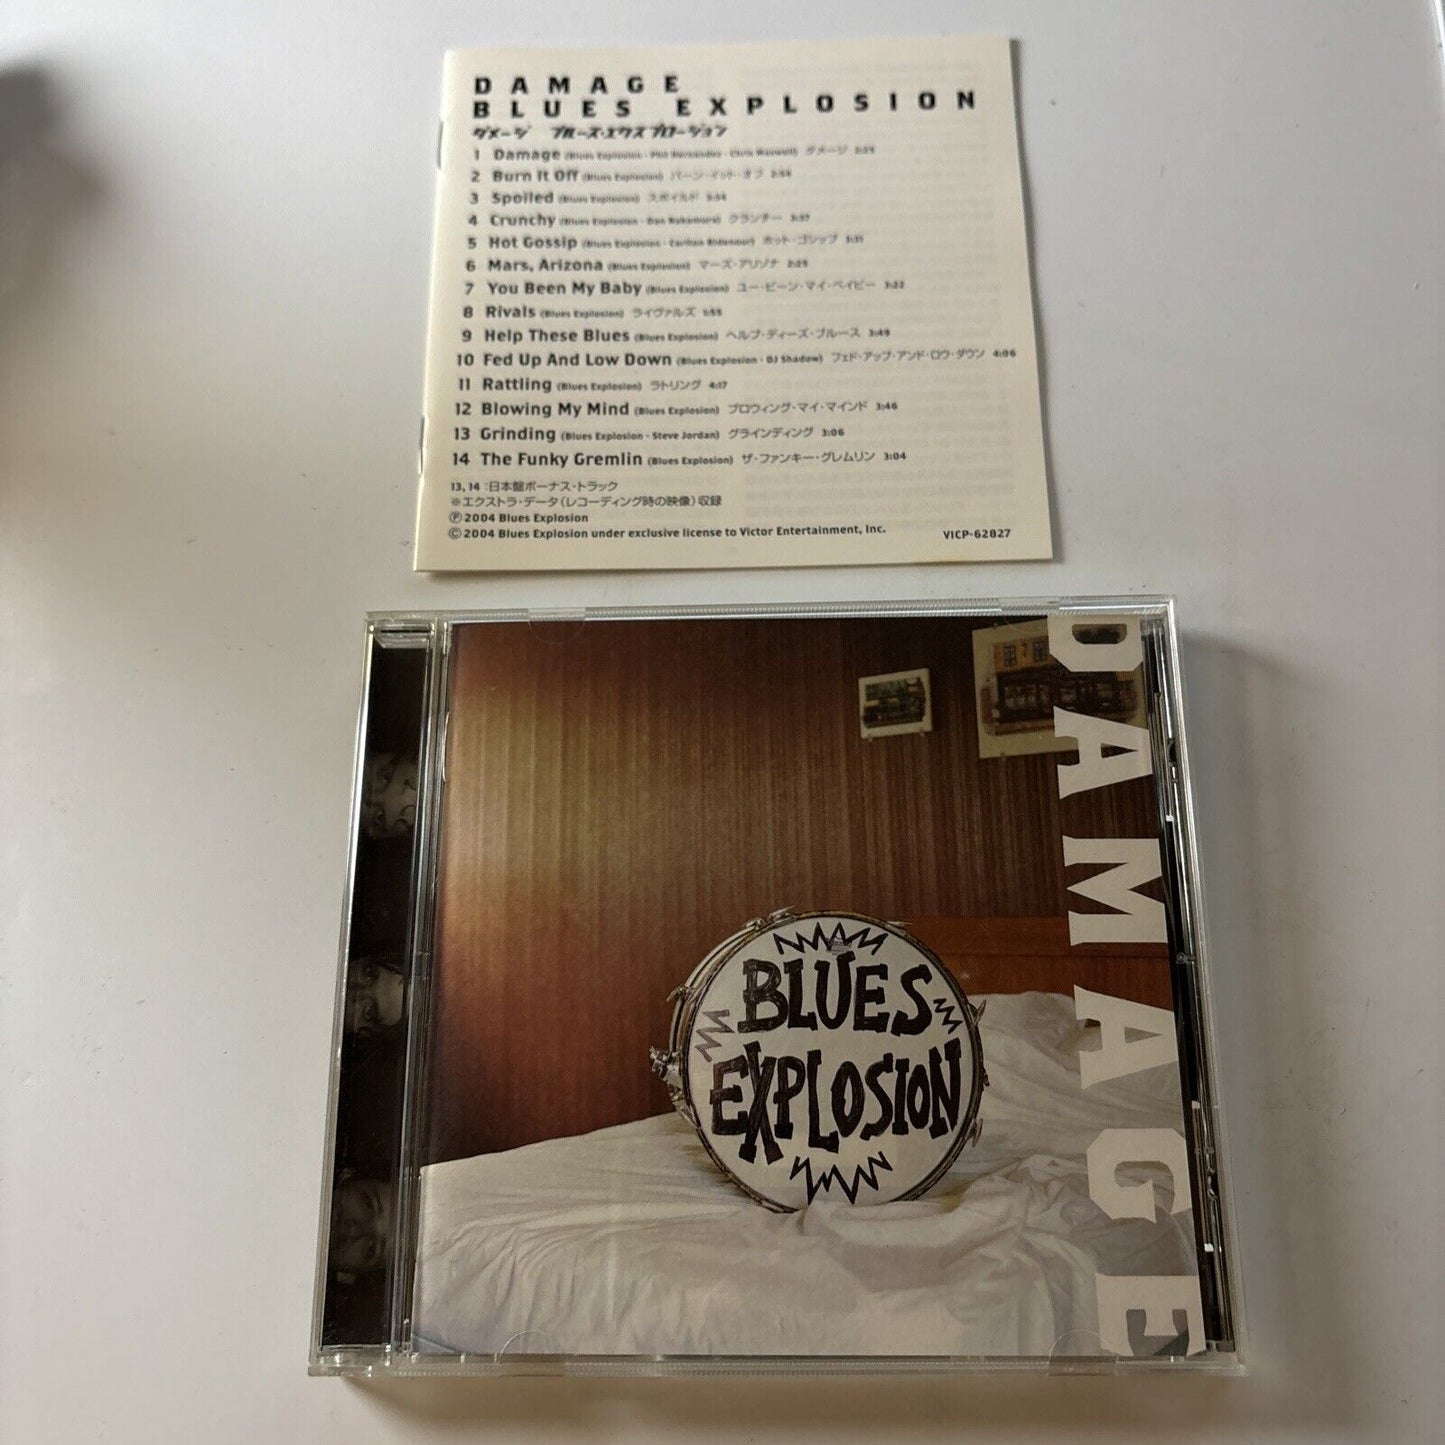 DAMAGE
BLUES EXPLOSION
ダメージ ブルース・エクスプロージョン
1 Damage (Blues Explosion - Phil Hernandez - Chris Maxwell) ダメージ
2 Burn It Off (Blues Explosion) バーン・イット・オフ 2:54
3 Spoiled (Blues Explosion) スポイルド
4 Crunchy (Blues Explosion - Dan Nakamura) クランチー 3:37
5 Hot Gossip (Blues Explosion - Carlton Ridenour) ホット・ゴシップ 3:31
6 Mars, Arizona (Blues Explosion) マーズ・アリゾナ
7 You Been My Baby (Blues Explosion) ユー・ビーン・マイ・ベイビー 3:22
8 Rivals (Blues Explosion) ライヴァルズ 1:55
9 Help These Blues (Blues Explosion) ヘルプ・ディーズ・ブルース 3:49
10 Fed Up And Low Down (Blues Explosion - DJ Shadow) フェド・アップ・アンド・ロウ・ダウン 4:06
11 Rattling (Blues Explosion) ラトリング 4:17
12 Blowing My Mind (Blues Explosion) ブロウィング・マイ・マインド 3:46
13 Grinding (Blues Explosion - Steve Jordan) グラインディング 3:06
14 The Funky Gremlin (Blues Explosion) ザ・ファンキー・グレムリン 3:04
13, 14 :日本盤ボーナス・トラック
※エクストラ・データ(レコーディング時の映像)収録
Ⓟ2004 Blues Explosion
©2004 Blues Explosion under exclusive license to Victor Entertainment, Inc.
VICP-62827
DAMAGE
BLUES
EXPLOSION